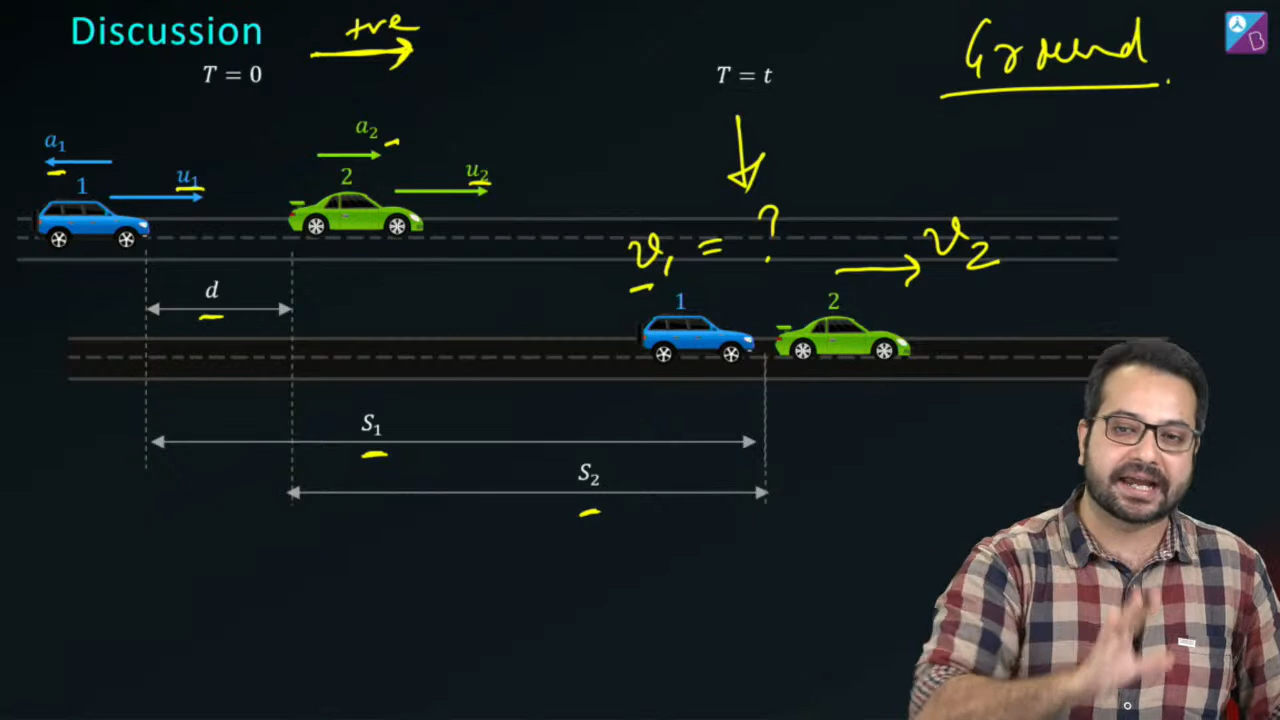 Discussion
+ve
Ground
T = 0
T = t
a₁
a₂
1
u₁
2
u₂
v₁ = ?
v₂
d
1
2
S₁
S₂
B